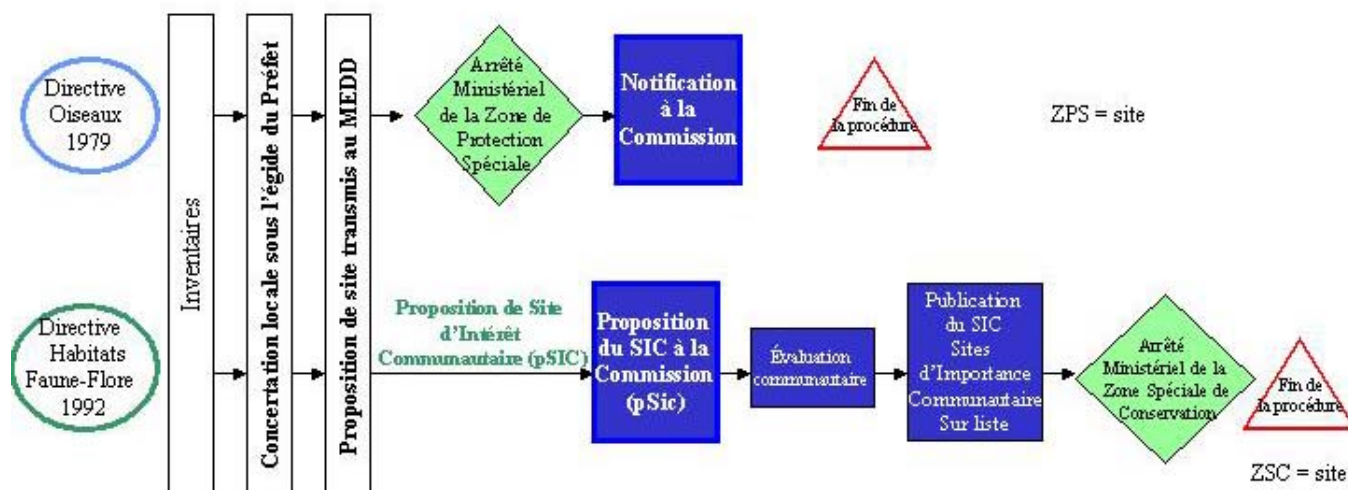 Directive
Oiseaux
1979
Inventaires
Concertation locale sous l'égide du Préfet
Proposition de site transmis au MEDD
Arrêté
Ministériel
de la Zone de
Protection
Spéciale
Notification
à la
Commission
Fin de
la procédure
ZPS = site
Directive
Habitats
Faune-Flore
1992
Proposition de Site
d'Intérêt
Communautaire (pSIC)
Proposition
du SIC à la
Commission
(pSic)
Évaluation
communautaire
Publication
du SIC
Sites
d'Importance
Communautaire
Sur liste
Arrêté
Ministériel de la
Zone Spéciale de
Conservation
Fin de
la procédure
ZSC = site